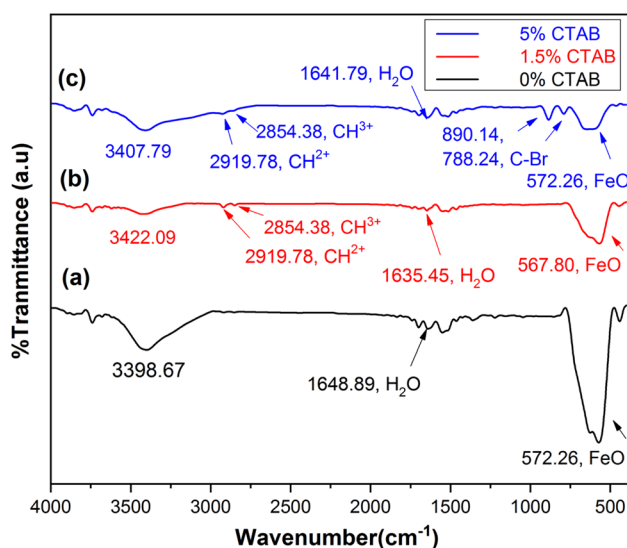 5% CTAB
1.5% CTAB
0% CTAB
(c)
1641.79, H₂O
2854.38, CH³⁺
2919.78, CH²⁺
3407.79
890.14,
788.24, C-Br
572.26, FeO
(b)
2854.38, CH³⁺
2919.78, CH²⁺
3422.09
1635.45, H₂O
567.80, FeO
(a)
3398.67
1648.89, H₂O
572.26, FeO
%Tranmittance (a.u)
4000 3500 3000 2500 2000 1500 1000 500
Wavenumber(cm⁻¹)